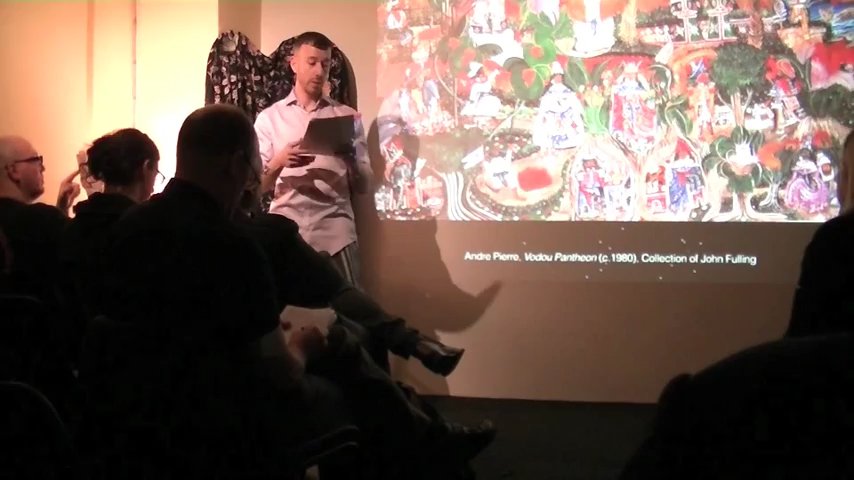 Andre Pierre, Vodou Pantheon (c.1980), Collection of John Fulling